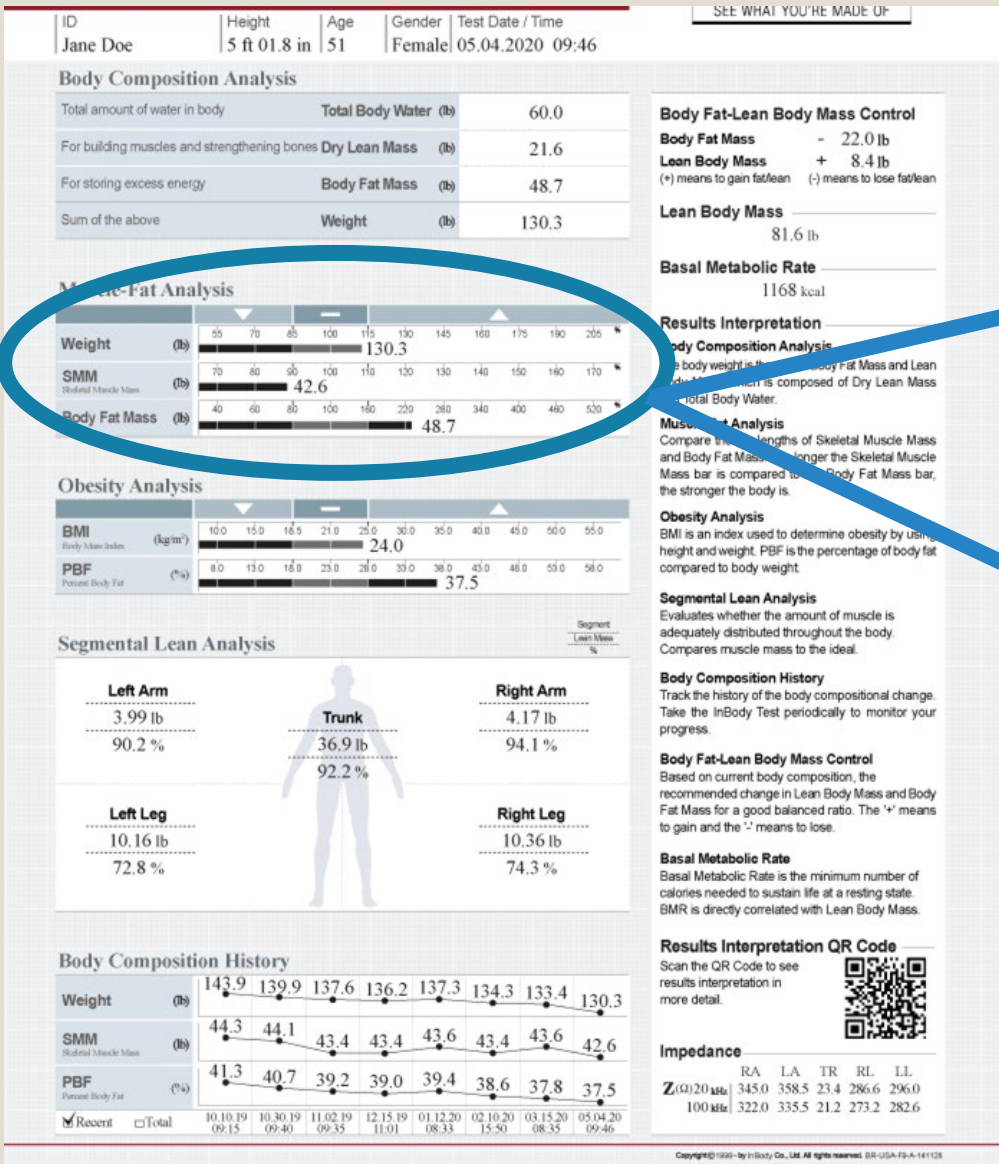 SEE WHAT YOU'RE MADE OF
ID Height Age Gender Test Date / Time
Jane Doe 5 ft 01.8 in 51 Female 05.04.2020 09:46
Body Composition Analysis
Total amount of water in body Total Body Water (lb) 60.0
For building muscles and strengthening bones Dry Lean Mass (lb) 21.6
For storing excess energy Body Fat Mass (lb) 48.7
Sum of the above Weight (lb) 130.3
Analysis
Weight (lb) 55 70 85 100 115 130 145 160 175 190 205 %
130.3
SMM (lb) 70 80 90 100 110 120 130 140 150 160 170 %
Skeletal Muscle Mass
42.6
Body Fat Mass (lb) 40 60 80 100 160 220 280 340 400 460 520 %
48.7
Obesity Analysis
BMI (kg/m²) 10.0 15.0 18.5 21.0 25.0 30.0 35.0 40.0 45.0 50.0 55.0
Body Mass Index 24.0
PBF (%) 8.0 13.0 18.0 23.0 28.0 33.0 38.0 43.0 48.0 53.0 58.0
Percent Body Fat 37.5
Segmental Lean Analysis
Segment
Lean Mass
%
Left Arm
3.99 lb
90.2 %
Trunk
36.9 lb
92.2 %
Right Arm
4.17 lb
94.1 %
Left Leg
10.16 lb
72.8 %
Right Leg
10.36 lb
74.3 %
Body Composition History
Weight (lb) 143.9 139.9 137.6 136.2 137.3 134.3 133.4 130.3
SMM (lb) 44.3 44.1 43.4 43.4 43.6 43.4 43.6 42.6
Skeletal Muscle Mass
PBF (%) 41.3 40.7 39.2 39.0 39.4 38.6 37.8 37.5
Percent Body Fat
Recent Total 10.10.19 10.30.19 11.02.19 12.15.19 01.12.20 02.10.20 03.15.20 05.04.20
09:15 09:40 09:35 11:01 08:33 15:50 08:35 09:46
Body Fat-Lean Body Mass Control
Body Fat Mass - 22.0 lb
Lean Body Mass + 8.4 lb
(+) means to gain fat/lean (-) means to lose fat/lean
Lean Body Mass
81.6 lb
Basal Metabolic Rate
1168 kcal
Results Interpretation
Body Composition Analysis
body weight is Body Fat Mass and Lean
is composed of Dry Lean Mass
Total Body Water.
Analysis
Compare lengths of Skeletal Muscle Mass
and Body Fat Mass longer the Skeletal Muscle
Mass bar is compared to Body Fat Mass bar,
the stronger the body is.
Obesity Analysis
BMI is an index used to determine obesity by using
height and weight. PBF is the percentage of body fat
compared to body weight.
Segmental Lean Analysis
Evaluates whether the amount of muscle is
adequately distributed throughout the body.
Compares muscle mass to the ideal.
Body Composition History
Track the history of the body compositional change.
Take the InBody Test periodically to monitor your
progress.
Body Fat-Lean Body Mass Control
Based on current body composition, the
recommended change in Lean Body Mass and Body
Fat Mass for a good balanced ratio. The '+' means
to gain and the '-' means to lose.
Basal Metabolic Rate
Basal Metabolic Rate is the minimum number of
calories needed to sustain life at a resting state.
BMR is directly correlated with Lean Body Mass.
Results Interpretation QR Code
Scan the QR Code to see
results interpretation in
more detail.
Impedance
RA LA TR RL LL
Z(Ω) 20 kHz 345.0 358.5 23.4 286.6 296.0
100 kHz 322.0 335.5 21.2 273.2 282.6
Copyright©1996~ by InBody Co., Ltd. All rights reserved. BR-USA-F9-A-141128